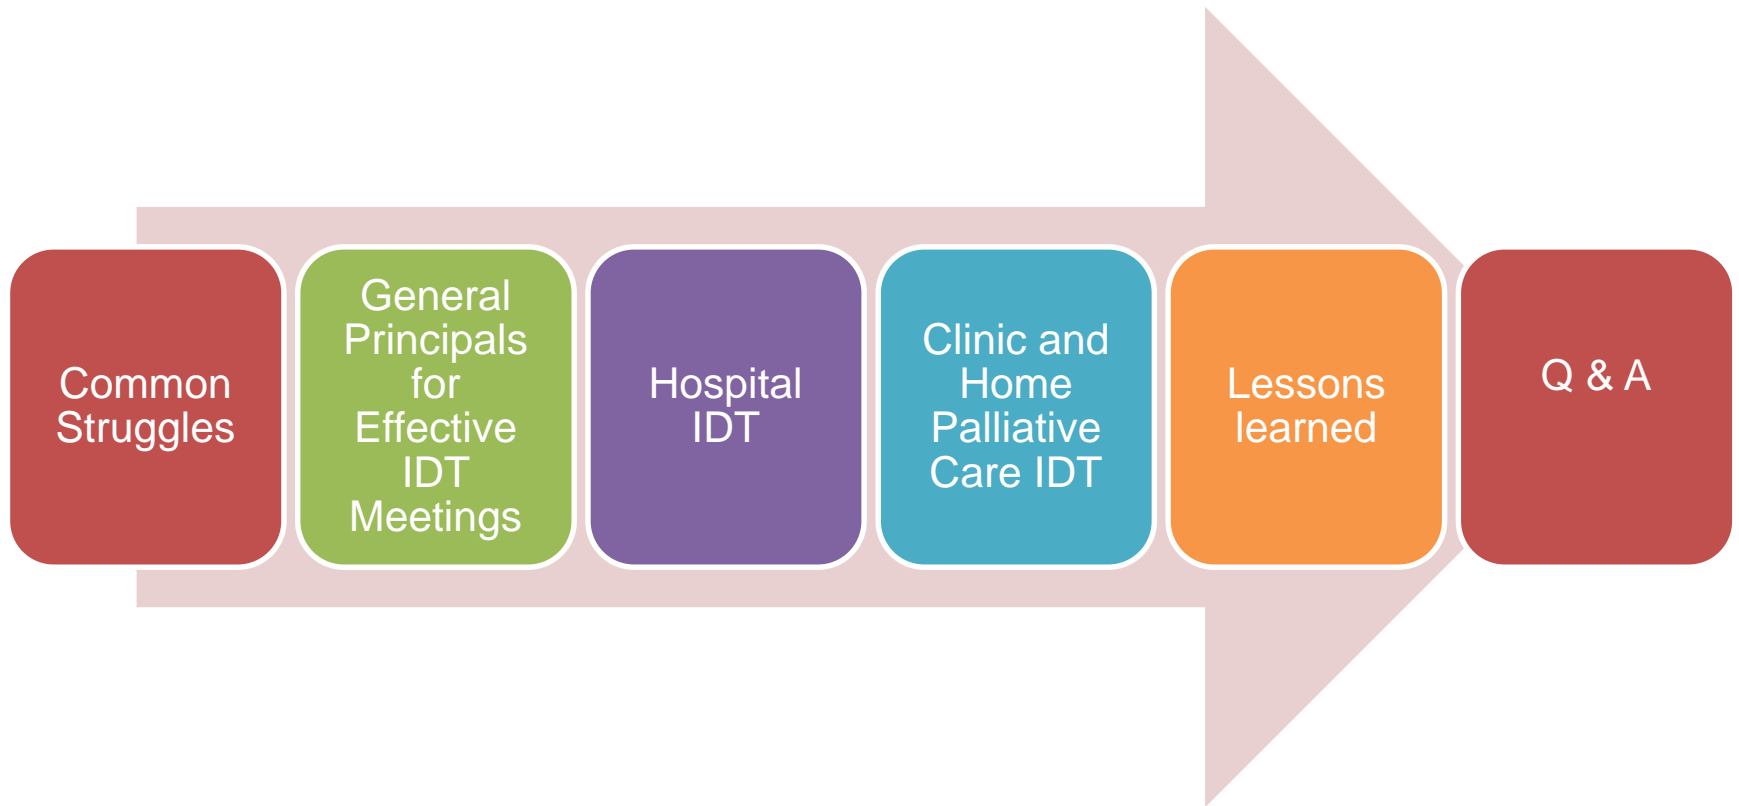 Common
Struggles
General
Principals
for
Effective
IDT
Meetings
Hospital
IDT
Clinic and
Home
Palliative
Care IDT
Lessons
learned
Q & A